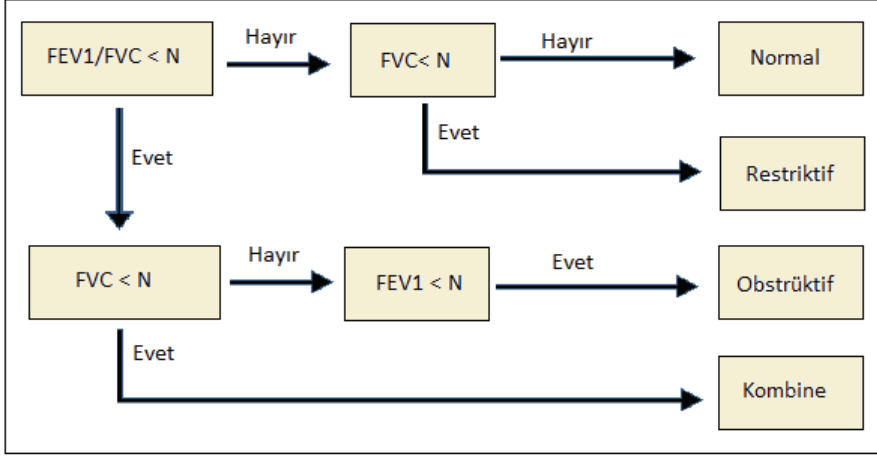 FEV1/FVC < N
Hayır
FVC< N
Hayır
Normal
Evet
Evet
Restriktif
FVC < N
Hayır
FEV1 < N
Evet
Obstrüktif
Evet
Kombine